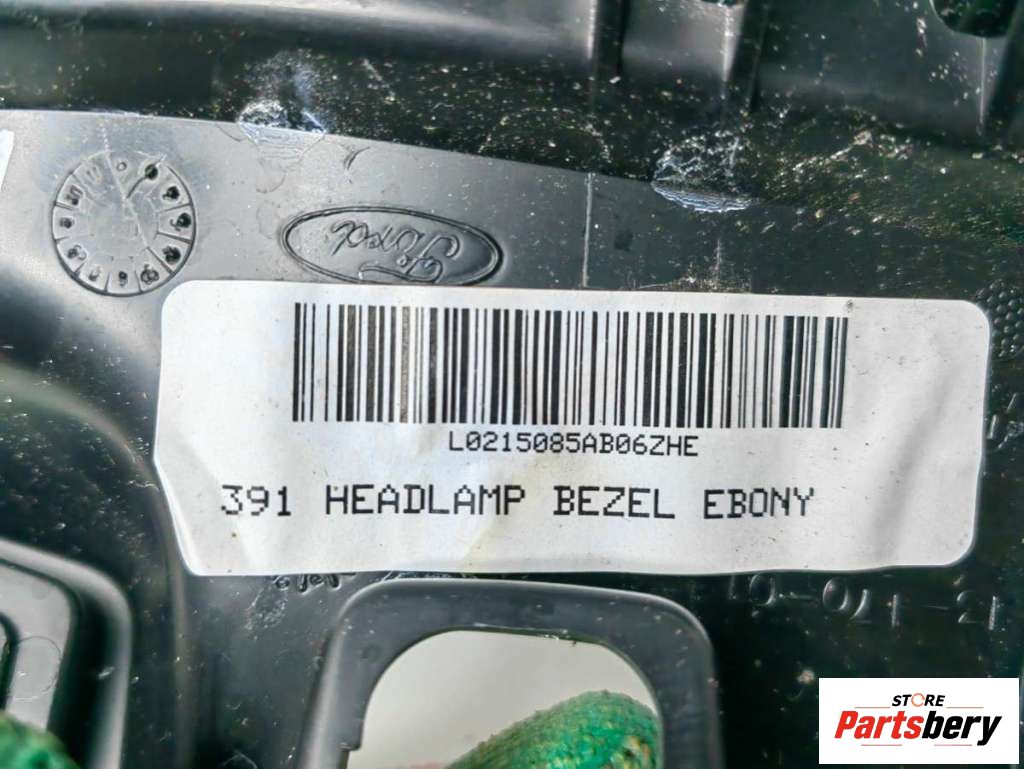 Ford
L0215085AB06ZHE
391 HEADLAMP BEZEL EBONY
STORE
Partsbery